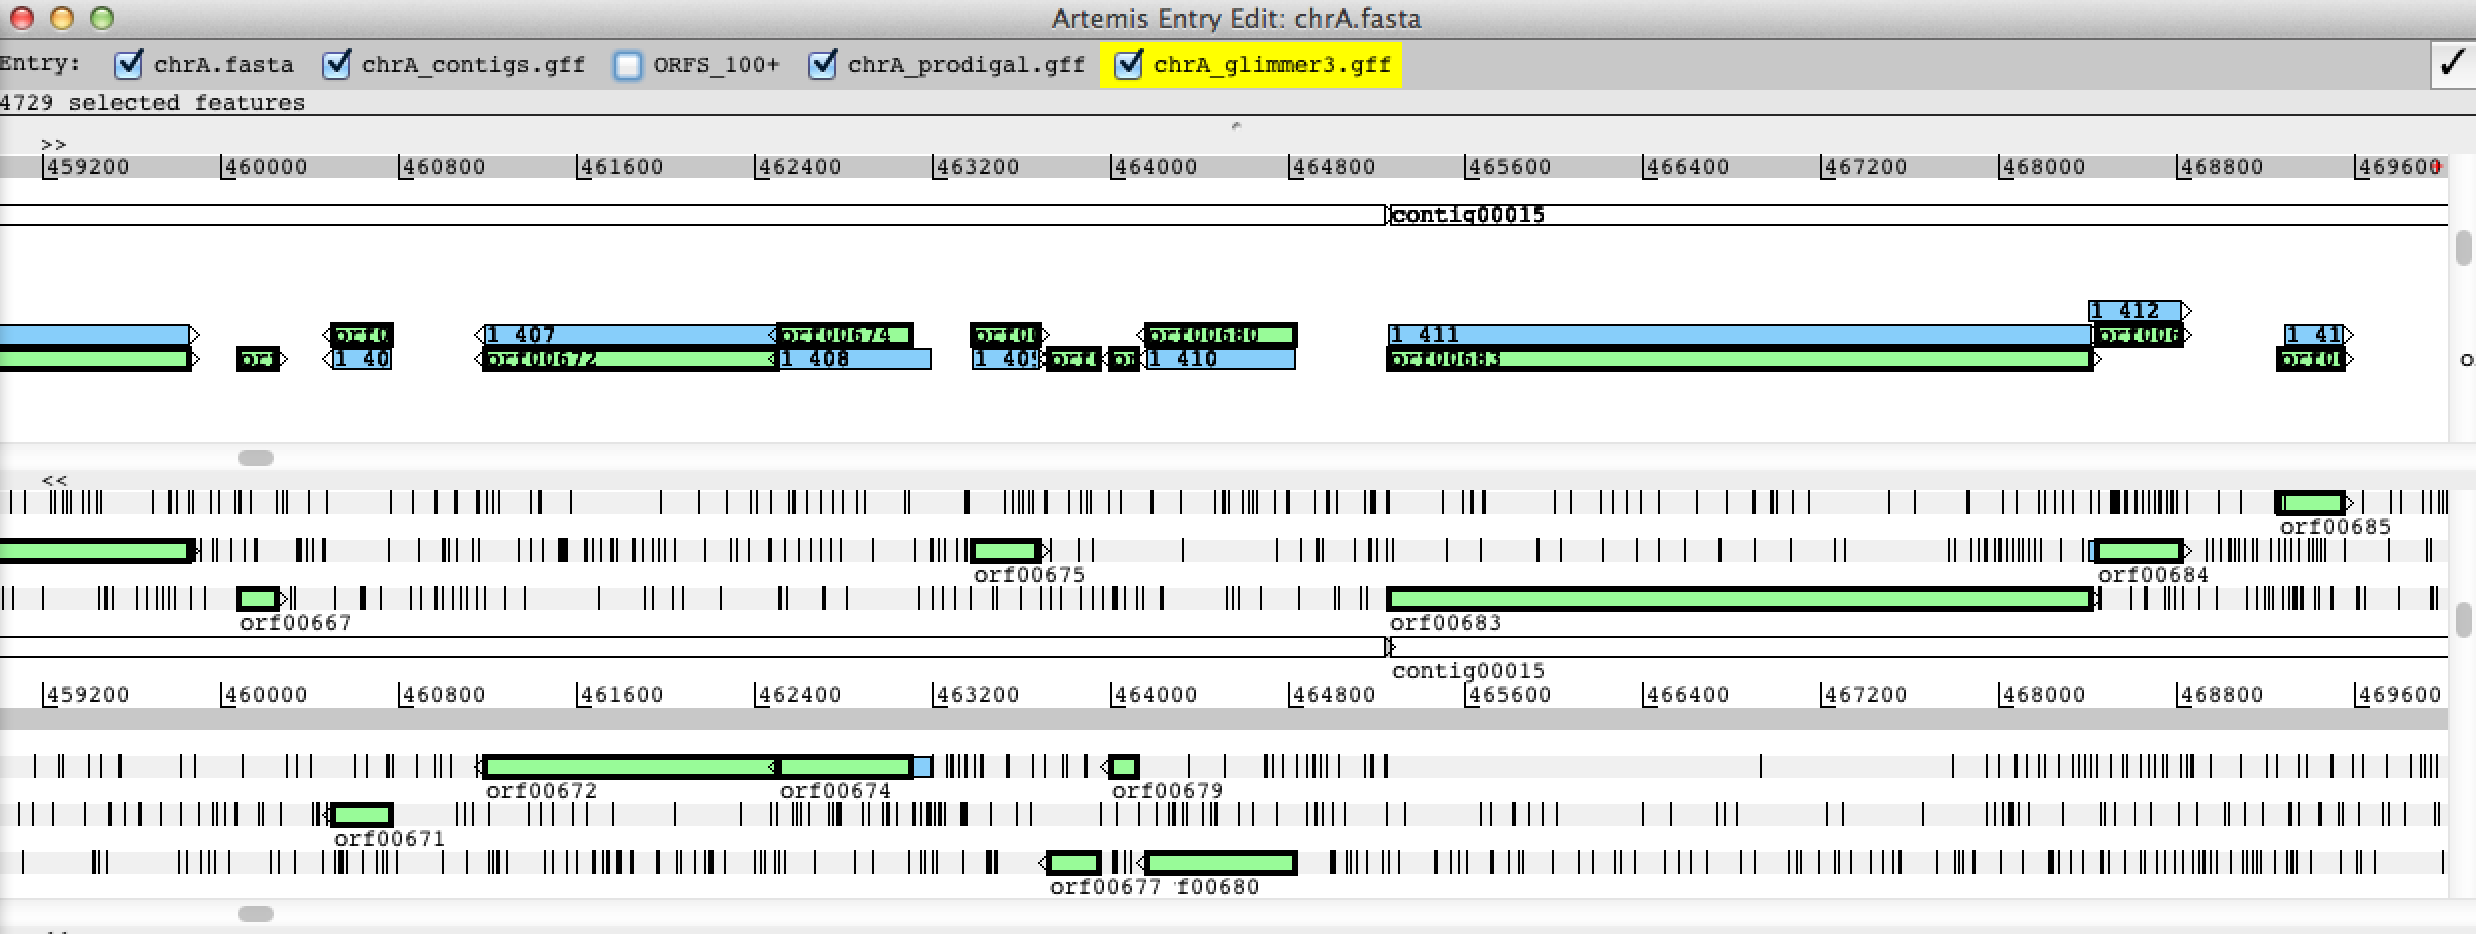 Artemis Entry Edit: chrA.fasta
Entry: chrA.fasta chrA_contigs.gff ORFS_100+ chrA_prodigal.gff chrA_glimmer3.gff
4729 selected features
>>
459200 460000 460800 461600 462400 463200 464000 464800 465600 466400 467200 468000 468800 469600
contig00015
1 412
orf0 1 407 orf00674 orf00 orf00680 1 411 orf006 1 41
orf 1 40 orf00672 1 408 1 409 orf0 or 1 410 orf00683 orf00
<<
orf00685
orf00675 orf00684
orf00667 orf00683
contig00015
459200 460000 460800 461600 462400 463200 464000 464800 465600 466400 467200 468000 468800 469600
orf00672 orf00674 orf00679
orf00671
orf00677 f00680